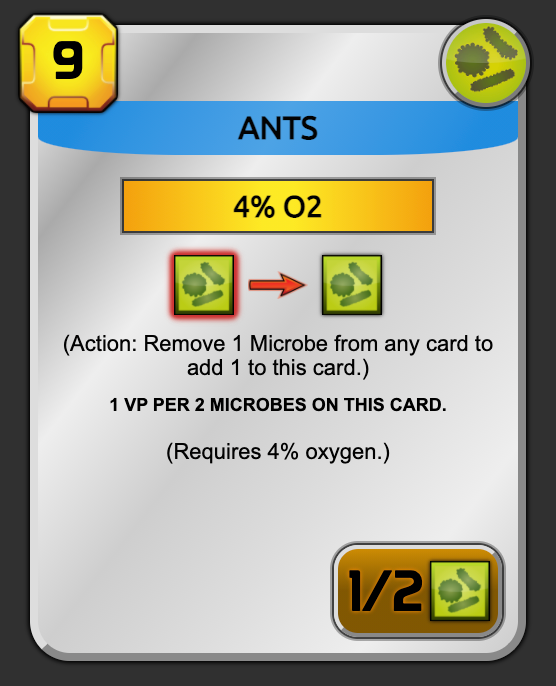 9
ANTS
4% O2
(Action: Remove 1 Microbe from any card to
add 1 to this card.)
1 VP PER 2 MICROBES ON THIS CARD.
(Requires 4% oxygen.)
1/2